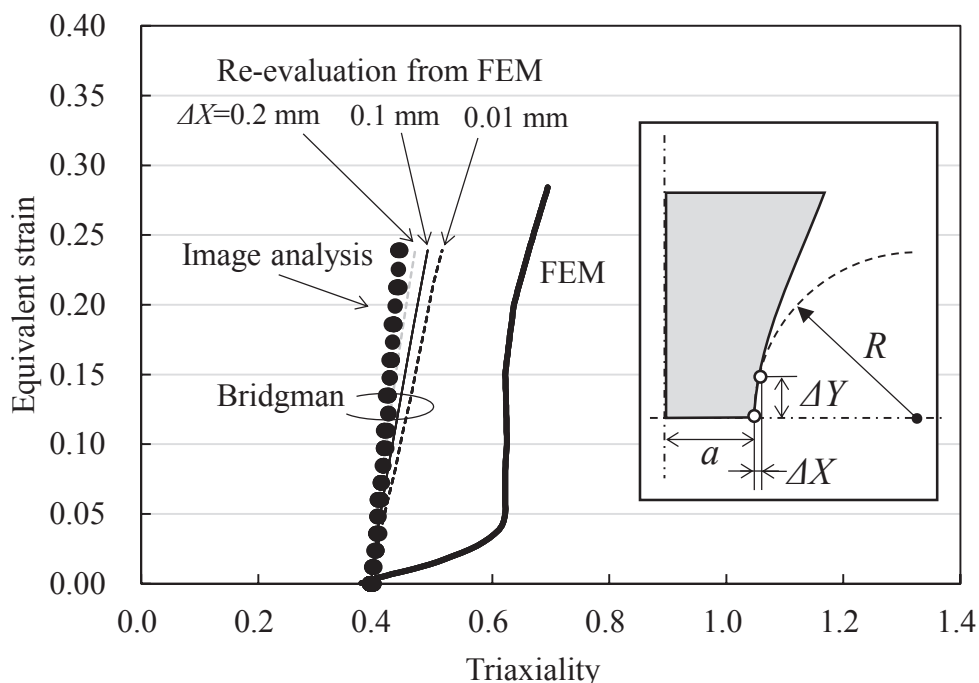 0.40
0.35
0.30
0.25
0.20
0.15
0.10
0.05
0.00
Equivalent strain
Re-evaluation from FEM
ΔX=0.2 mm 0.1 mm 0.01 mm
Image analysis
Bridgman
FEM
R
ΔY
a
ΔX
0.0 0.2 0.4 0.6 0.8 1.0 1.2 1.4
Triaxiality